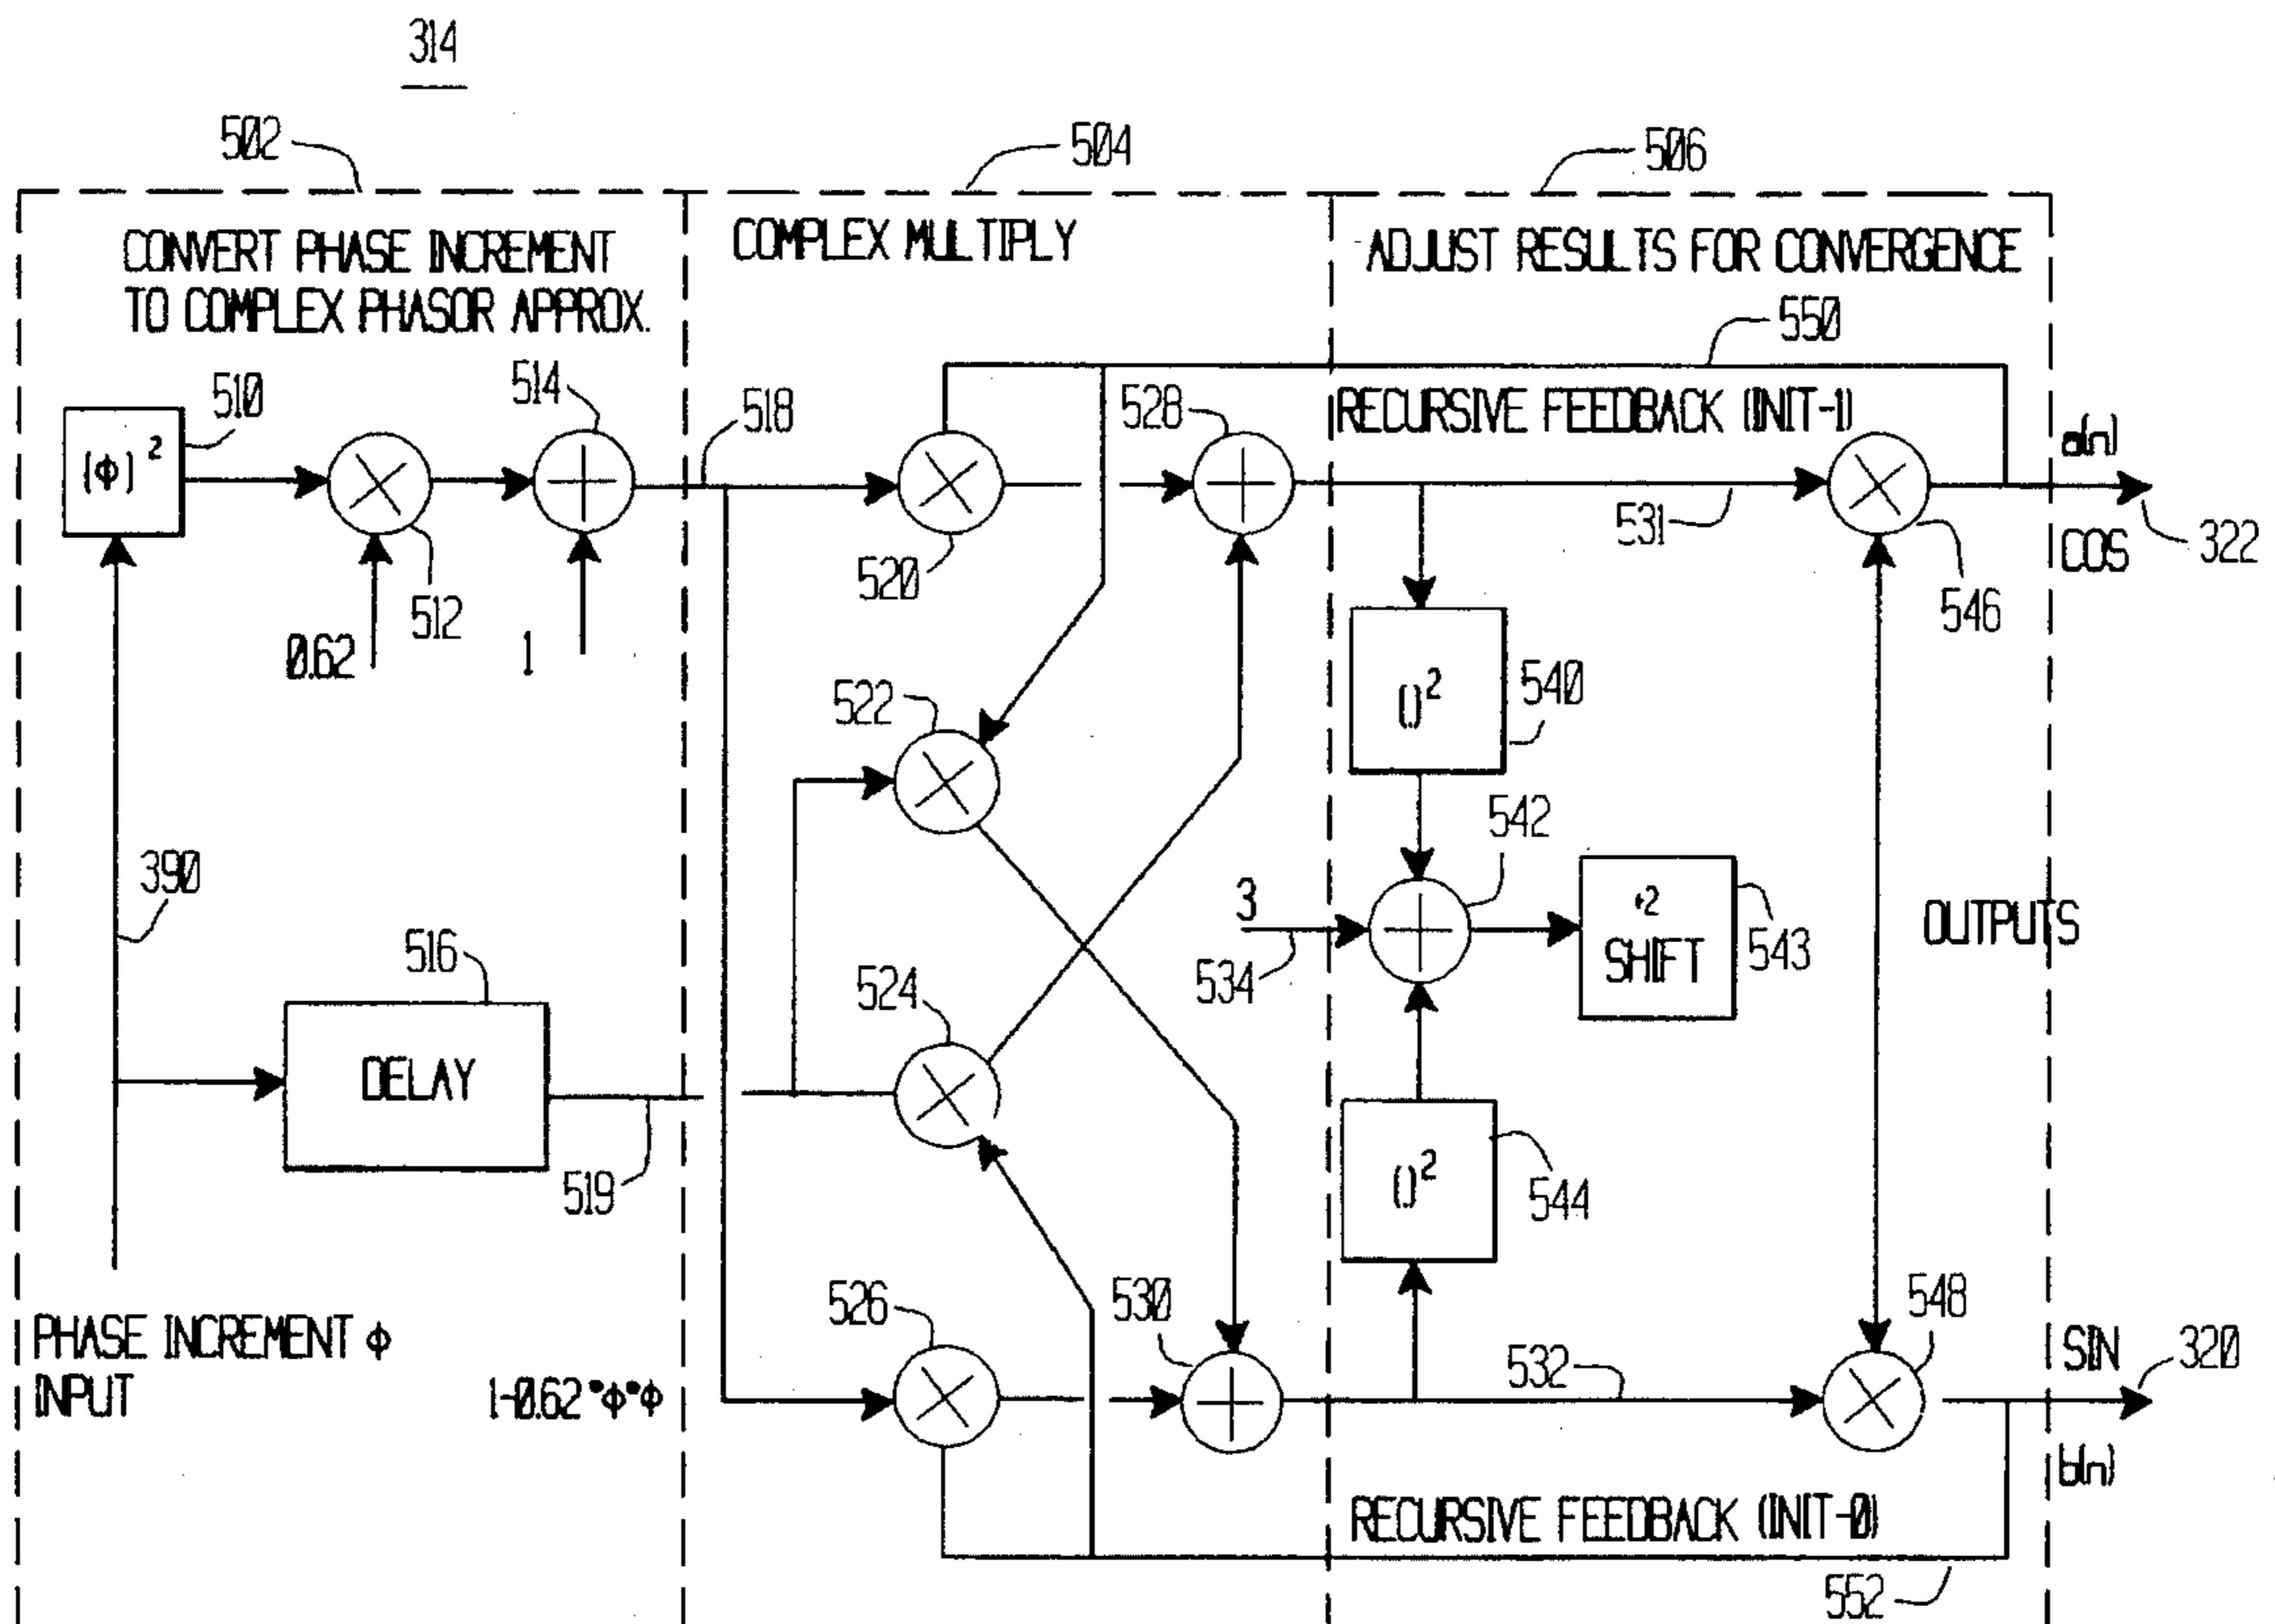 314
502
504
506
CONVERT PHASE INCREMENT
TO COMPLEX PHASOR APPROX.
COMPLEX MULTIPLY
ADJUST RESULTS FOR CONVERGENCE
550
510
514
518
528
RECURSIVE FEEDBACK (INIT-1)
a(n)
(ϕ)²
531
322
COS
520
512
546
0.62
1
522
()²
540
390
542
3
÷2
SHIFT
543
OUTPUTS
516
534
524
DELAY
519
()²
544
526
530
548
PHASE INCREMENT ϕ
INPUT
1-0.62*ϕ*ϕ
532
SIN
320
b(n)
RECURSIVE FEEDBACK (INIT-0)
552